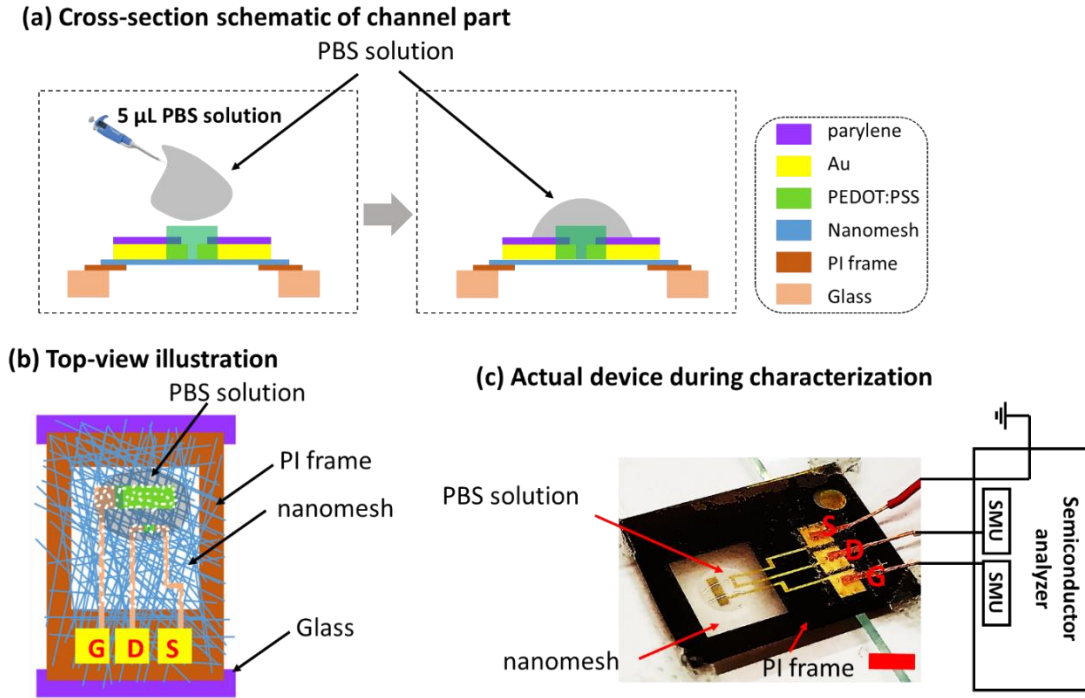 (a) Cross-section schematic of channel part
PBS solution
5 μL PBS solution
parylene
Au
PEDOT:PSS
Nanomesh
PI frame
Glass
(b) Top-view illustration
PBS solution
PI frame
nanomesh
Glass
G D S
(c) Actual device during characterization
PBS solution
S
D
G
nanomesh
PI frame
SMU
SMU
Semiconductor
analyzer